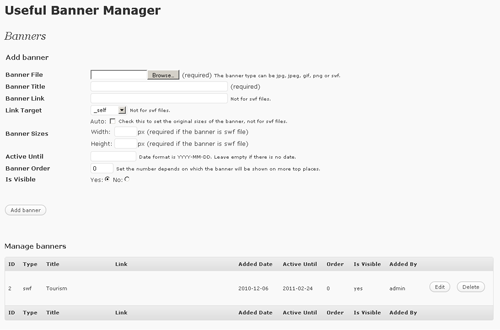 Useful Banner Manager
Banners
Add banner
Banner File Browse.. (required) The banner type can be jpg, jpeg, gif, png or swf.
Banner Title (required)
Banner Link Not for swf files.
Link Target _self Not for swf files.
Auto: Check this to set the original sizes of the banner, not for swf files.
Banner Sizes Width: px (required if the banner is swf file)
Height: px (required if the banner is swf file)
Active Until Date format is YYYY-MM-DD. Leave empty if there is no date.
Banner Order 0 Set the number depends on which the banner will be shown on more top places.
Is Visible Yes: No:
Add banner
Manage banners
ID Type Title Link Added Date Active Until Order Is Visible Added By
2 swf Tourism 2010-12-06 2011-02-24 0 yes admin Edit Delete
ID Type Title Link Added Date Active Until Order Is Visible Added By